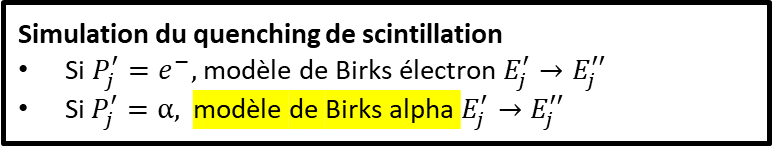 Simulation du quenching de scintillation
• Si P′ⱼ = e⁻, modèle de Birks électron E′ⱼ → E″ⱼ
• Si P′ⱼ = α, modèle de Birks alpha E′ⱼ → E″ⱼ